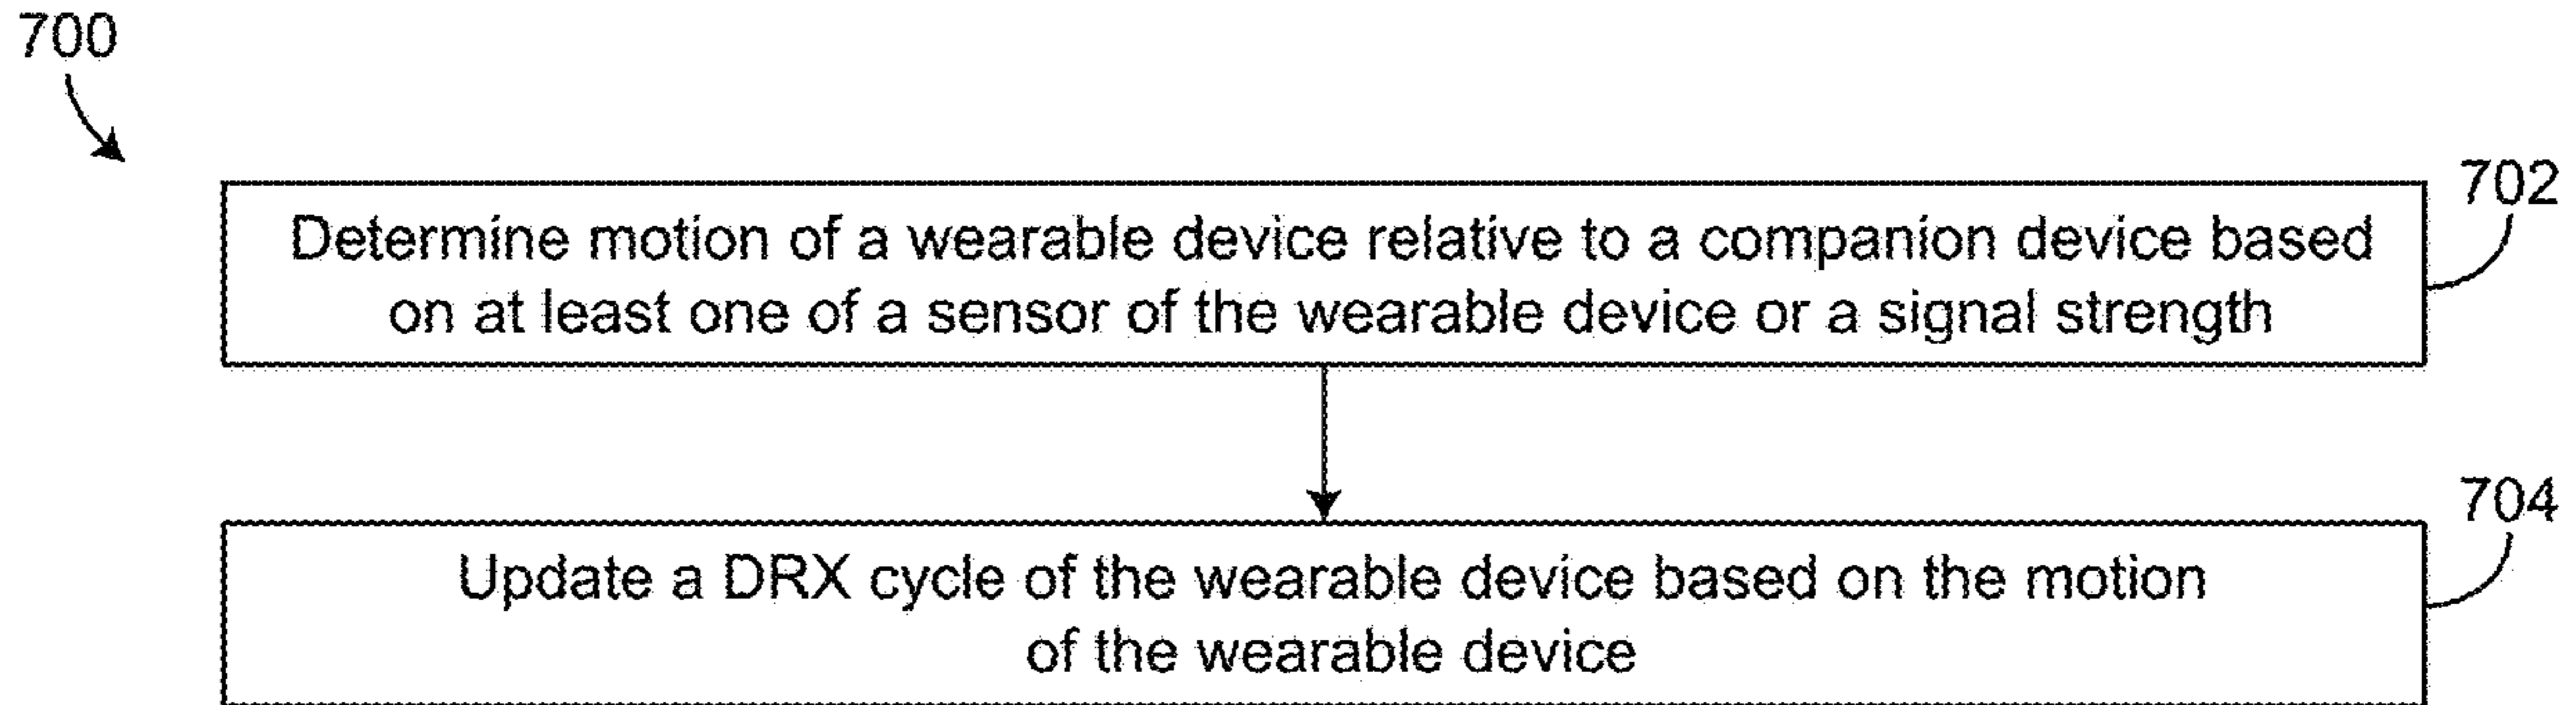 700
702
Determine motion of a wearable device relative to a companion device based
on at least one of a sensor of the wearable device or a signal strength
704
Update a DRX cycle of the wearable device based on the motion
of the wearable device